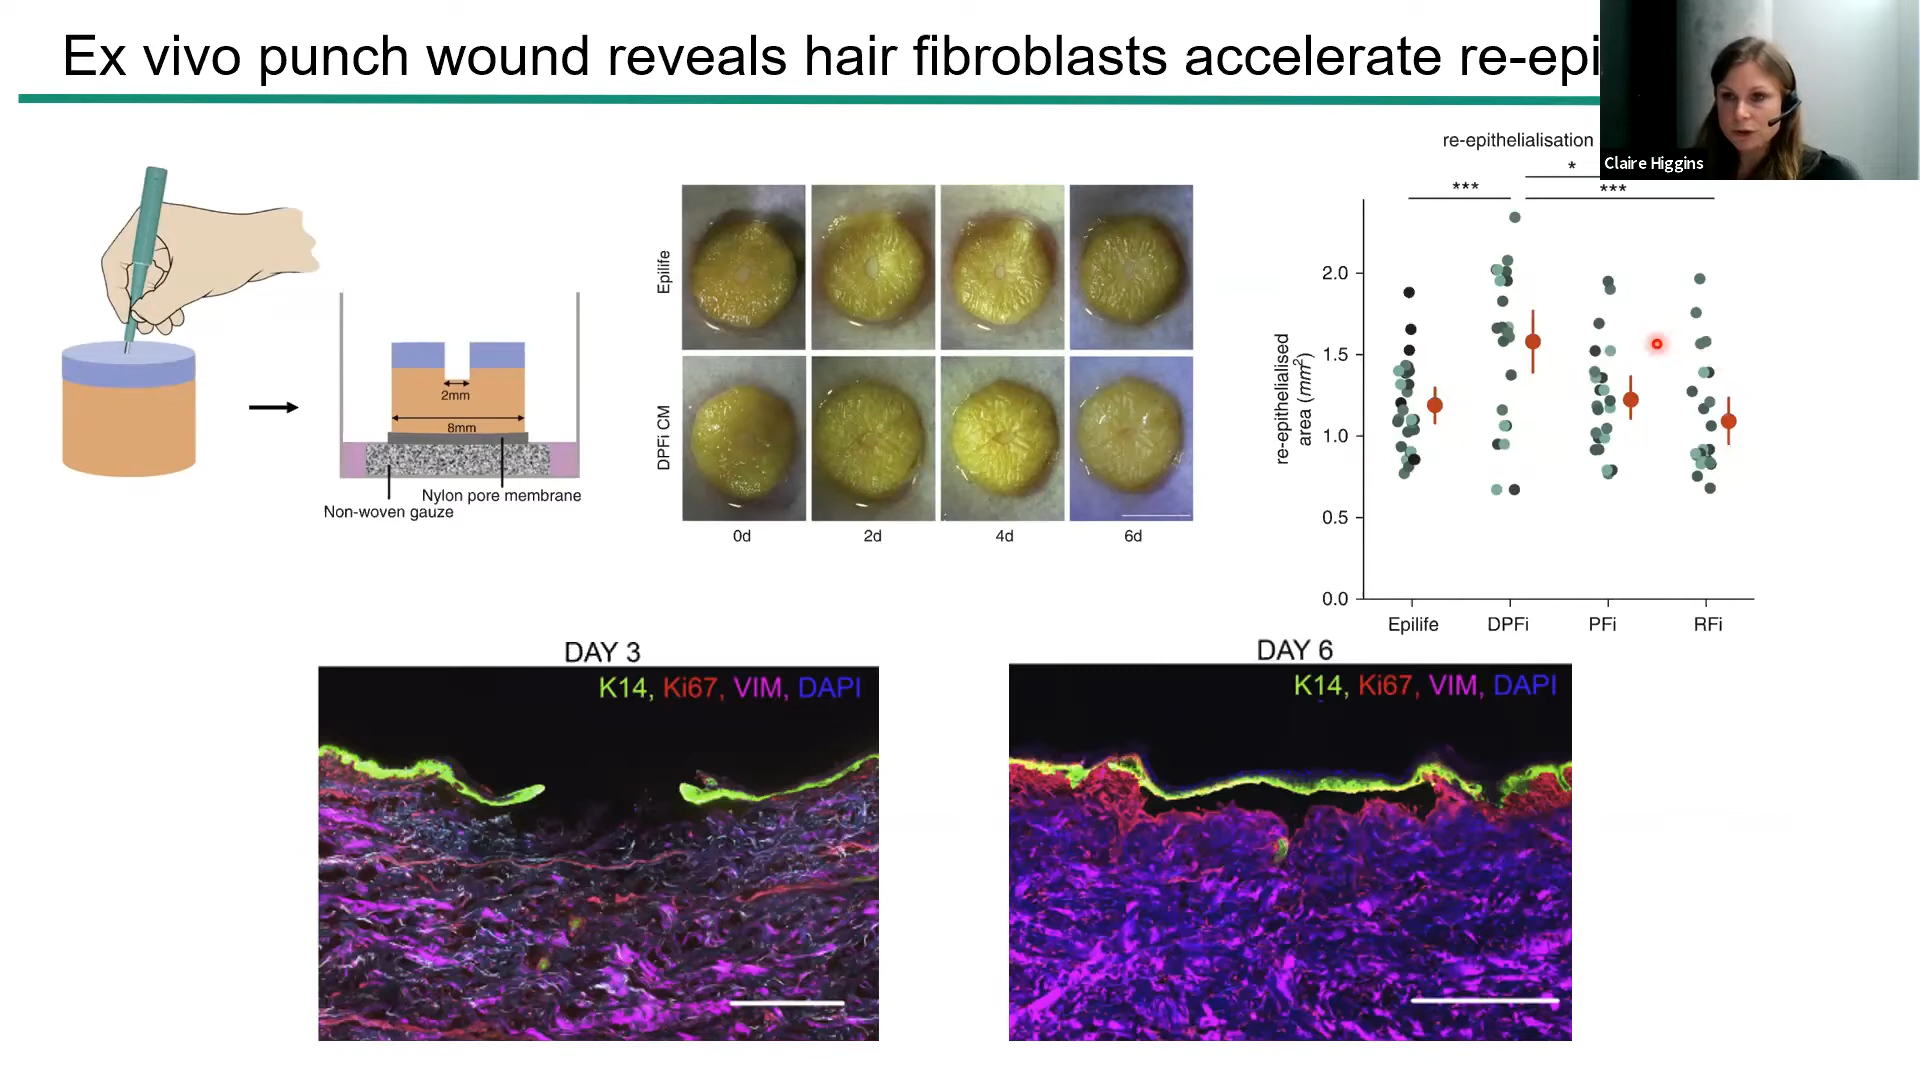 Ex vivo punch wound reveals hair fibroblasts accelerate re-epi
Claire Higgins
2mm
8mm
Nylon pore membrane
Non-woven gauze
Epilife
DPFi CM
0d 2d 4d 6d
re-epithelialisation
*
*** ***
re-epithelialised
area (mm²)
2.0
1.5
1.0
0.5
0.0
Epilife DPFi PFi RFi
DAY 3
K14, Ki67, VIM, DAPI
DAY 6
K14, Ki67, VIM, DAPI